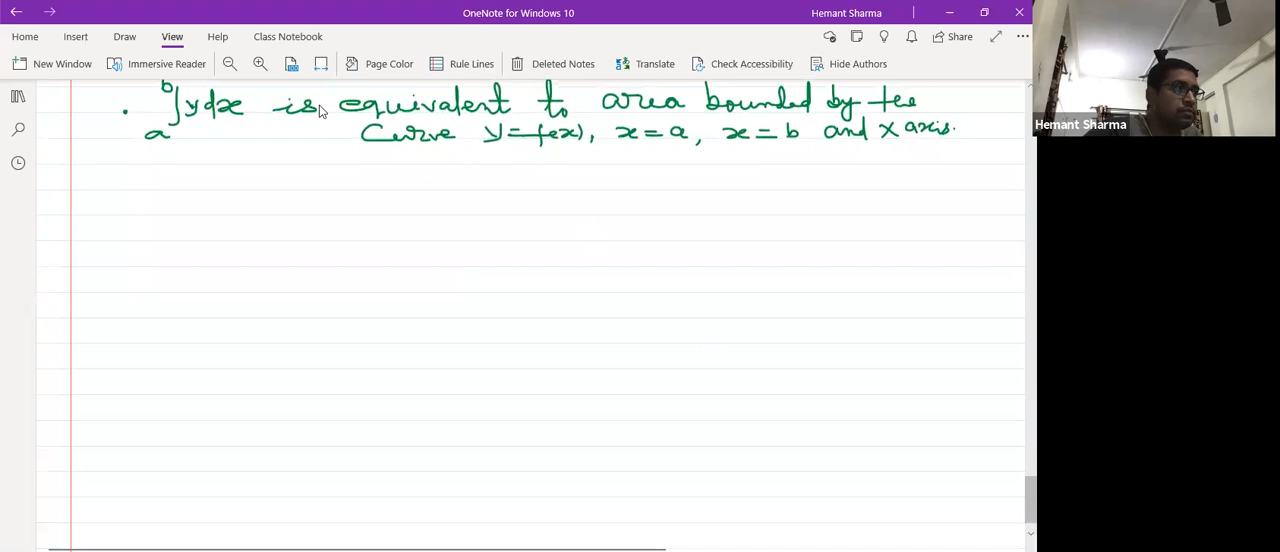 OneNote for Windows 10
Hemant Sharma
Home Insert Draw View Help Class Notebook
Share
New Window Immersive Reader Page Color Rule Lines Deleted Notes Translate Check Accessibility Hide Authors
Hemant Sharma
. ∫ₐᵇ y dx is equivalent to area bounded by the
Curve y = f(x), x = a, x = b and X axis.